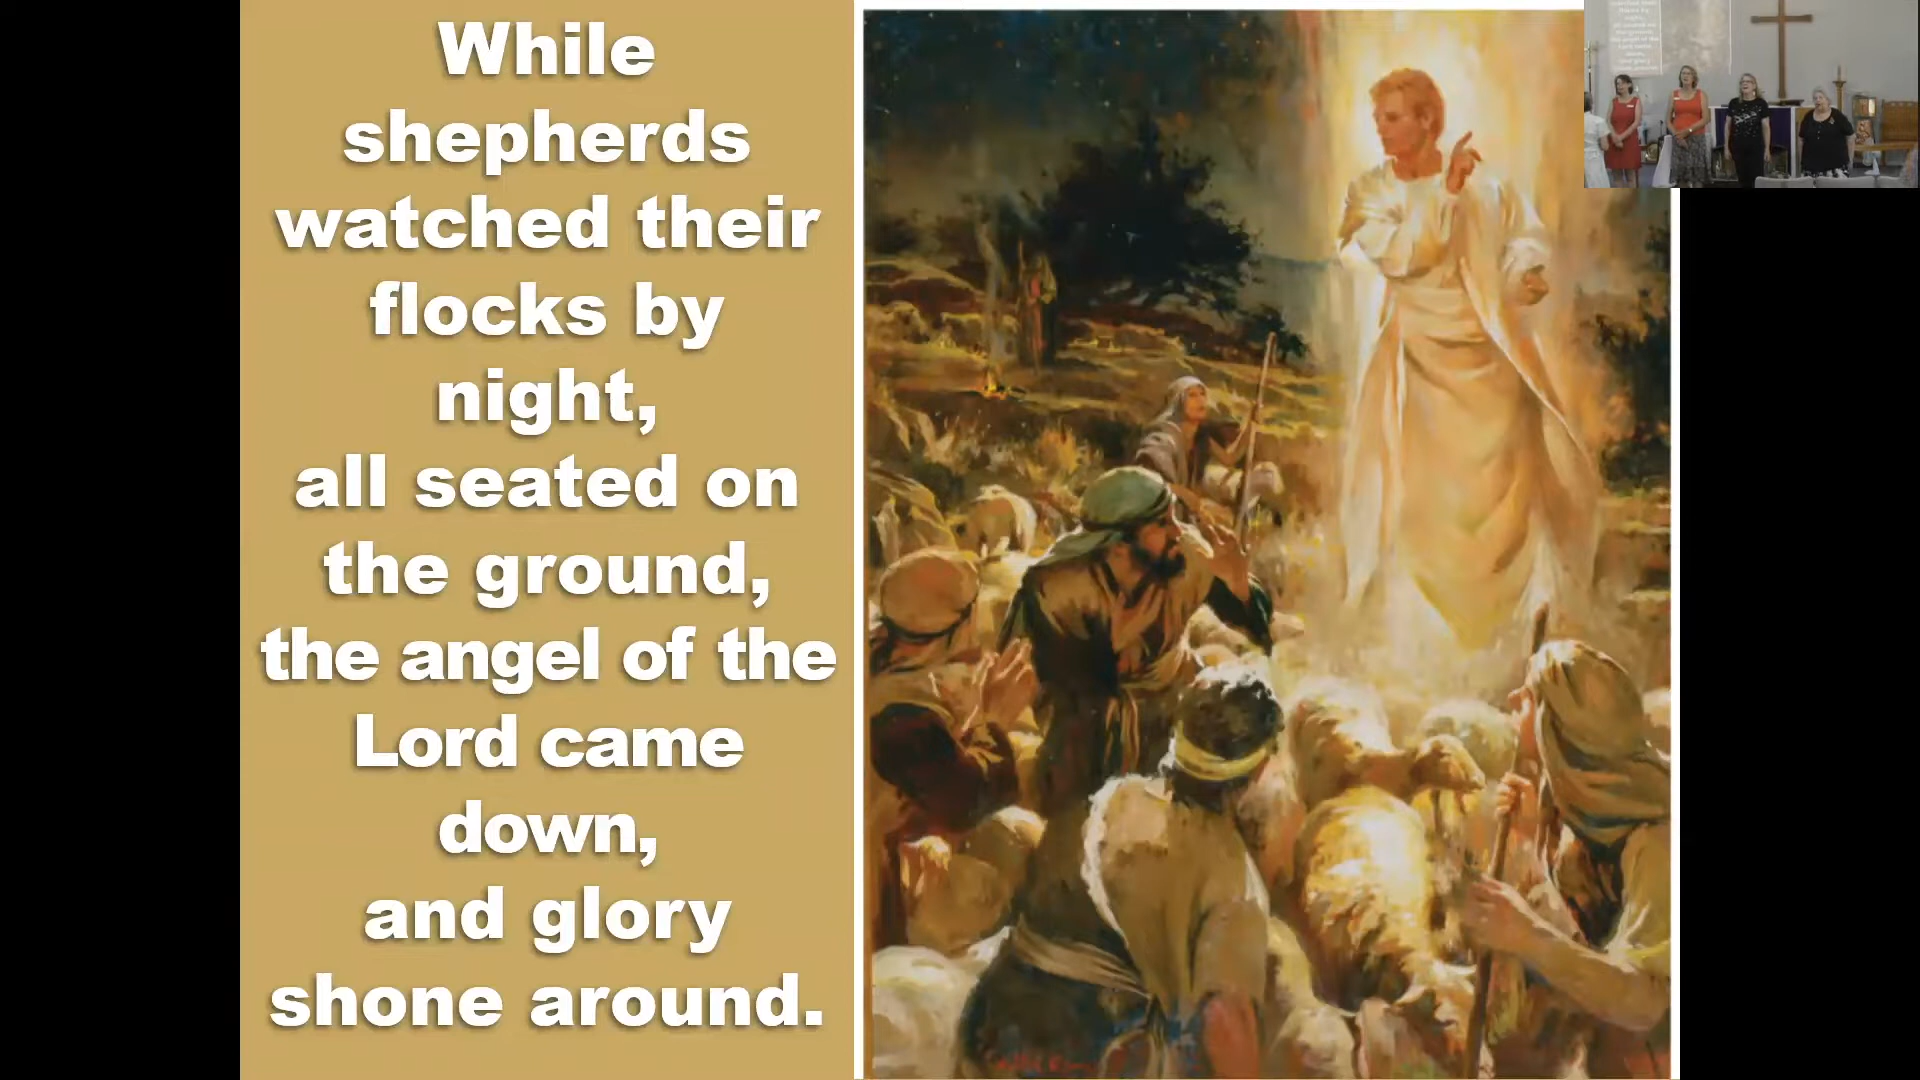 While
shepherds
watched their
flocks by
night,
all seated on
the ground,
the angel of the
Lord came
down,
and glory
shone around.